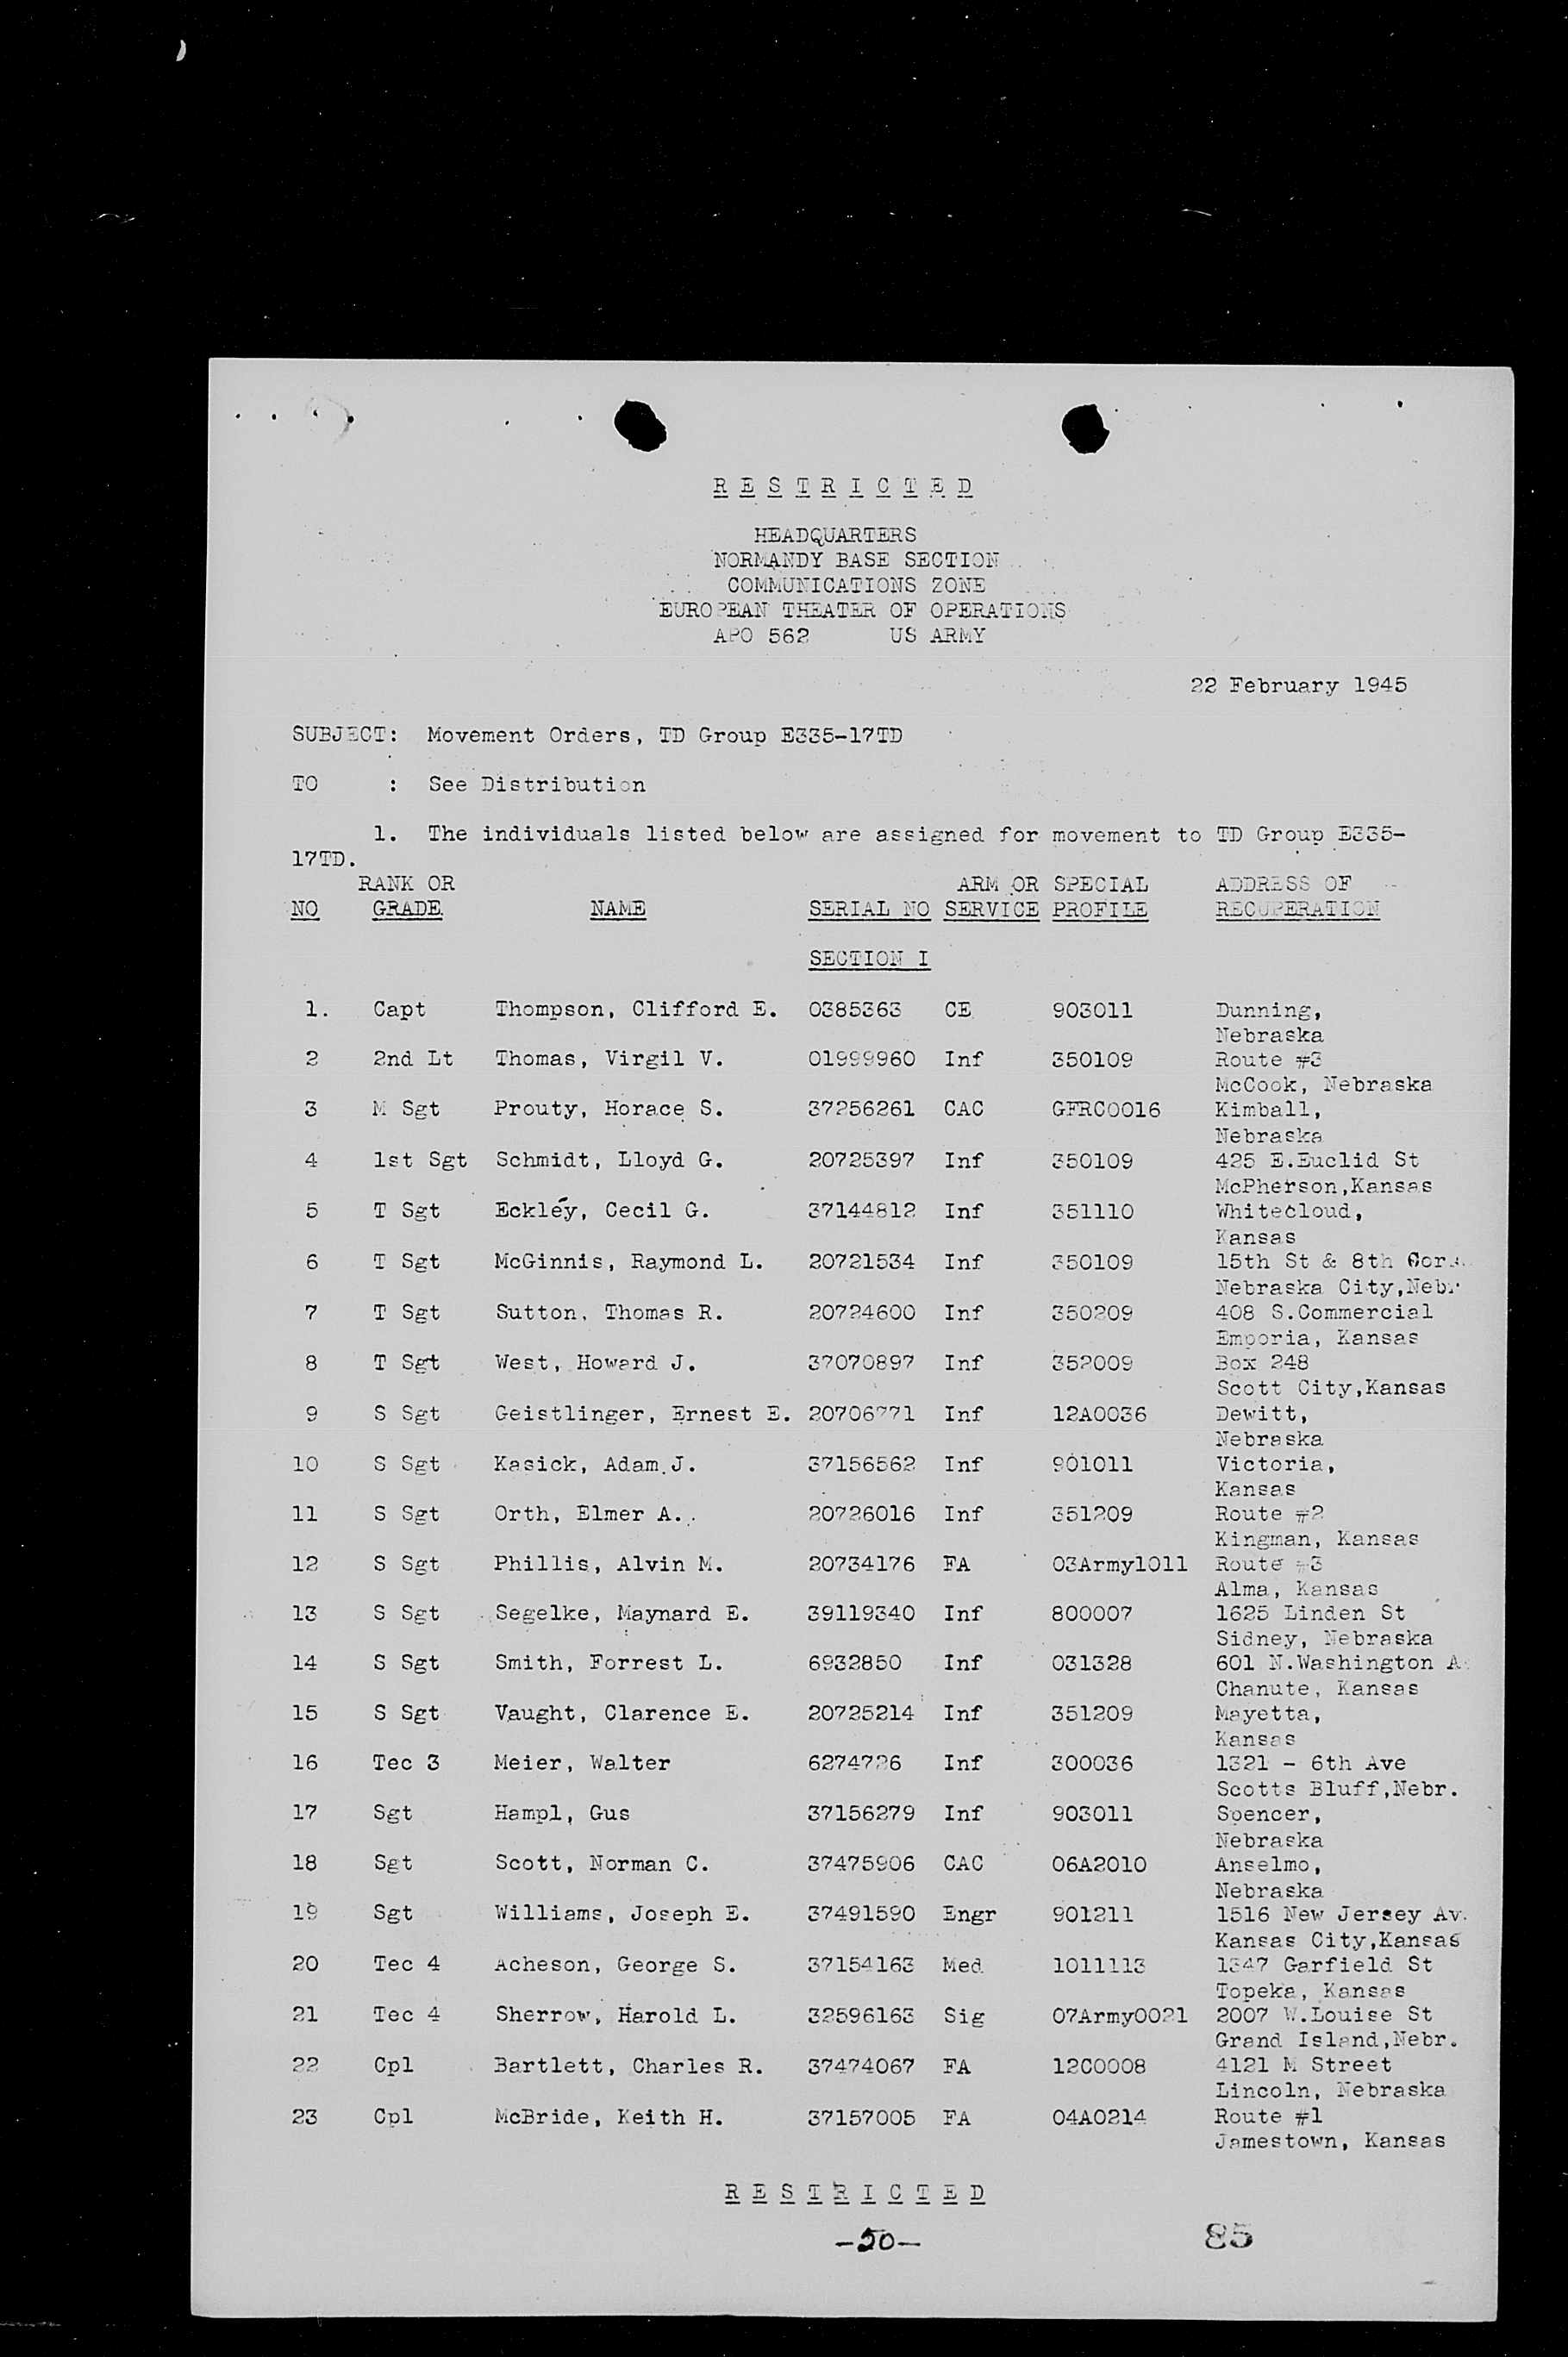 R E S T R I C T E D
HEADQUARTERS
NORMANDY BASE SECTION
COMMUNICATIONS ZONE
EUROPEAN THEATER OF OPERATIONS
APO 562 US ARMY
22 February 1945
SUBJECT: Movement Orders, TD Group E335-17TD
TO : See Distribution
1. The individuals listed below are assigned for movement to TD Group E335-
17TD.
RANK OR ARM OR SPECIAL ADDRESS OF
NO GRADE NAME SERIAL NO SERVICE PROFILE RECUPERATION
SECTION I
1. Capt Thompson, Clifford E. 0385363 CE 903011 Dunning,
Nebraska
2 2nd Lt Thomas, Virgil V. 01999960 Inf 350109 Route #3
McCook, Nebraska
3 M Sgt Prouty, Horace S. 37256261 CAC GFRC0016 Kimball,
Nebraska
4 1st Sgt Schmidt, Lloyd G. 20725397 Inf 350109 425 E.Euclid St
McPherson,Kansas
5 T Sgt Eckley, Cecil G. 37144812 Inf 351110 Whitecloud,
Kansas
6 T Sgt McGinnis, Raymond L. 20721534 Inf 350109 15th St & 8th Cors.
Nebraska City,Nebr
7 T Sgt Sutton, Thomas R. 20724600 Inf 350209 408 S.Commercial
Emporia, Kansas
8 T Sgt West, Howard J. 37070897 Inf 352009 Box 248
Scott City,Kansas
9 S Sgt Geistlinger, Ernest E. 20706771 Inf 12A0036 Dewitt,
Nebraska
10 S Sgt Kasick, Adam J. 37156562 Inf 901011 Victoria,
Kansas
11 S Sgt Orth, Elmer A. 20726016 Inf 351209 Route #2
Kingman, Kansas
12 S Sgt Phillis, Alvin M. 20734176 FA 03Army1011 Route #3
Alma, Kansas
13 S Sgt Segelke, Maynard E. 39119340 Inf 800007 1625 Linden St
Sidney, Nebraska
14 S Sgt Smith, Forrest L. 6932850 Inf 031328 601 N.Washington A
Chanute, Kansas
15 S Sgt Vaught, Clarence E. 20725214 Inf 351209 Mayetta,
Kansas
16 Tec 3 Meier, Walter 6274726 Inf 300036 1321 - 6th Ave
Scotts Bluff,Nebr.
17 Sgt Hampl, Gus 37156279 Inf 903011 Spencer,
Nebraska
18 Sgt Scott, Norman C. 37475906 CAC 06A2010 Anselmo,
Nebraska
19 Sgt Williams, Joseph E. 37491590 Engr 901211 1516 New Jersey Av.
Kansas City,Kansas
20 Tec 4 Acheson, George S. 37154163 Med 1011113 1347 Garfield St
Topeka, Kansas
21 Tec 4 Sherrow, Harold L. 32596163 Sig 07Army0021 2007 W.Louise St
Grand Island,Nebr.
22 Cpl Bartlett, Charles R. 37474067 FA 12C0008 4121 M Street
Lincoln, Nebraska
23 Cpl McBride, Keith H. 37157005 FA 04A0214 Route #1
Jamestown, Kansas
R E S T R I C T E D
-50- 85